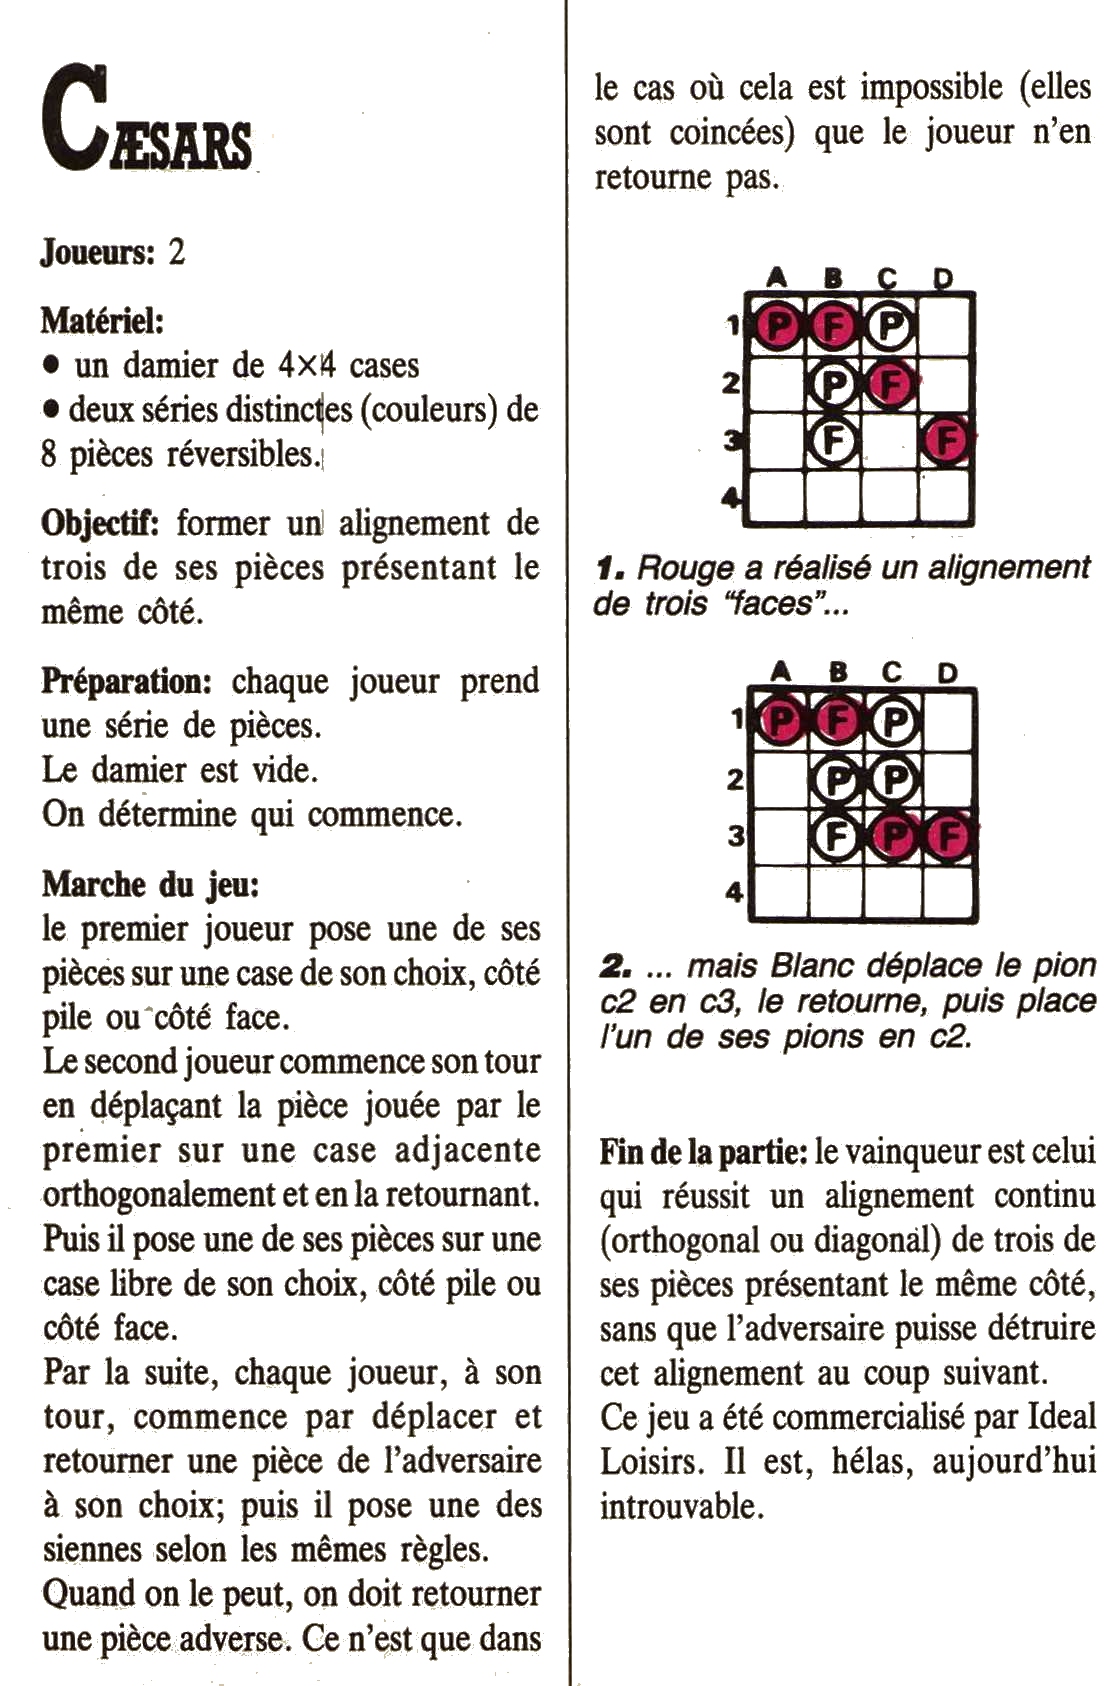 CÆSARS
Joueurs: 2
Matériel:
● un damier de 4×4 cases
● deux séries distinctes (couleurs) de
8 pièces réversibles.
Objectif: former un alignement de
trois de ses pièces présentant le
même côté.
Préparation: chaque joueur prend
une série de pièces.
Le damier est vide.
On détermine qui commence.
Marche du jeu:
le premier joueur pose une de ses
pièces sur une case de son choix, côté
pile ou côté face.
Le second joueur commence son tour
en déplaçant la pièce jouée par le
premier sur une case adjacente
orthogonalement et en la retournant.
Puis il pose une de ses pièces sur une
case libre de son choix, côté pile ou
côté face.
Par la suite, chaque joueur, à son
tour, commence par déplacer et
retourner une pièce de l'adversaire
à son choix; puis il pose une des
siennes selon les mêmes règles.
Quand on le peut, on doit retourner
une pièce adverse. Ce n'est que dans
le cas où cela est impossible (elles
sont coincées) que le joueur n'en
retourne pas.
A B C D
1 P F P
2 P F
3 F F
4
1. Rouge a réalisé un alignement
de trois "faces"...
A B C D
1 P F P
2 P P
3 F P F
4
2. ... mais Blanc déplace le pion
c2 en c3, le retourne, puis place
l'un de ses pions en c2.
Fin de la partie: le vainqueur est celui
qui réussit un alignement continu
(orthogonal ou diagonal) de trois de
ses pièces présentant le même côté,
sans que l'adversaire puisse détruire
cet alignement au coup suivant.
Ce jeu a été commercialisé par Ideal
Loisirs. Il est, hélas, aujourd'hui
introuvable.